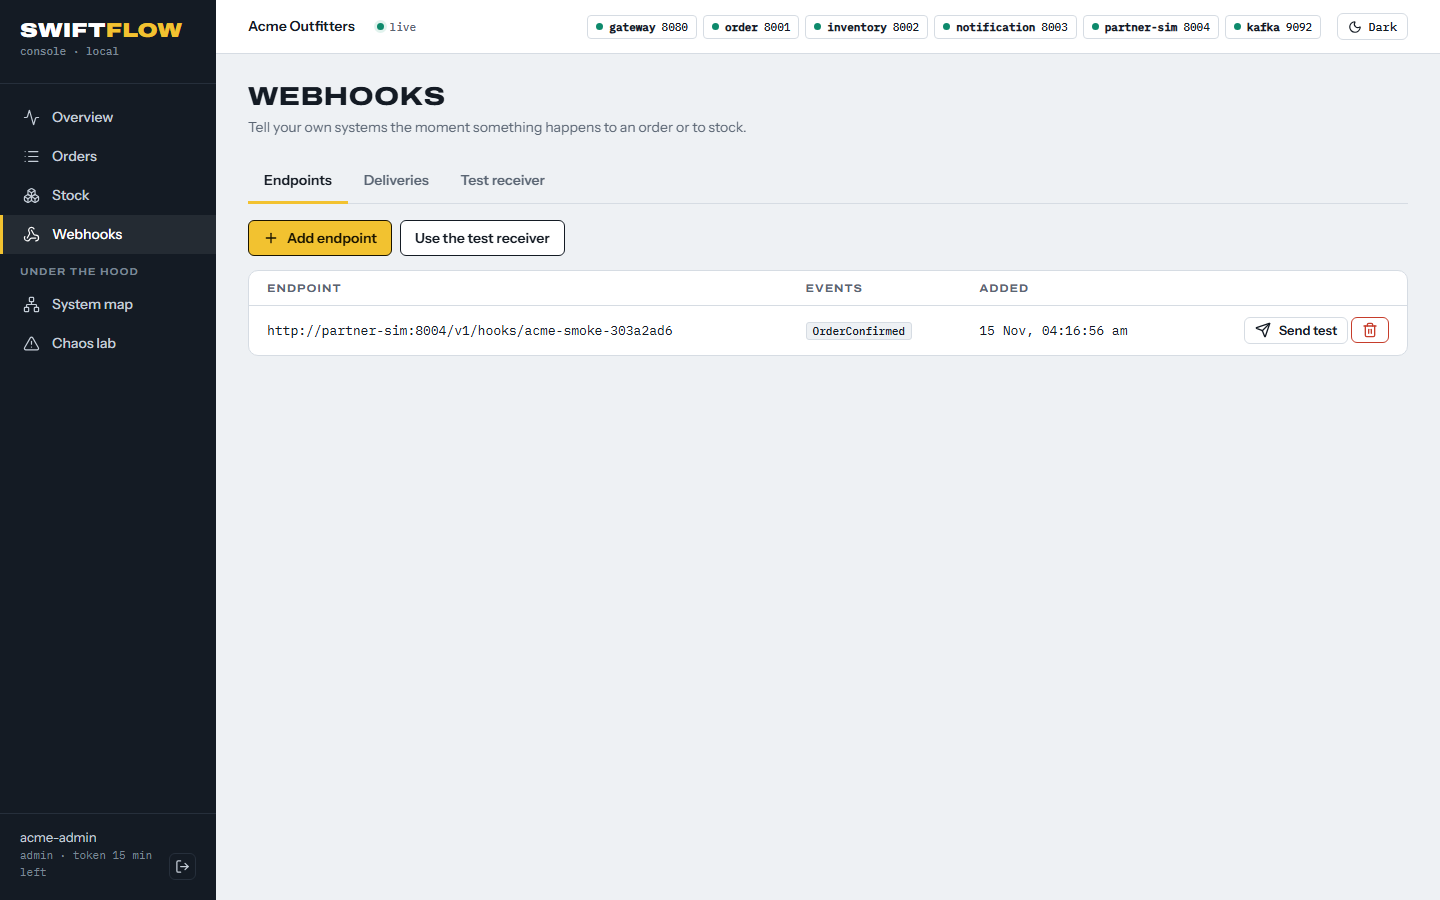 SWIFTFLOW
console · local
Overview
Orders
Stock
Webhooks
UNDER THE HOOD
System map
Chaos lab
acme-admin
admin · token 15 min
left
Acme Outfitters
live
gateway 8080
order 8001
inventory 8002
notification 8003
partner-sim 8004
kafka 9092
Dark
WEBHOOKS
Tell your own systems the moment something happens to an order or to stock.
Endpoints
Deliveries
Test receiver
Add endpoint
Use the test receiver
ENDPOINT
EVENTS
ADDED
http://partner-sim:8004/v1/hooks/acme-smoke-303a2ad6
OrderConfirmed
15 Nov, 04:16:56 am
Send test